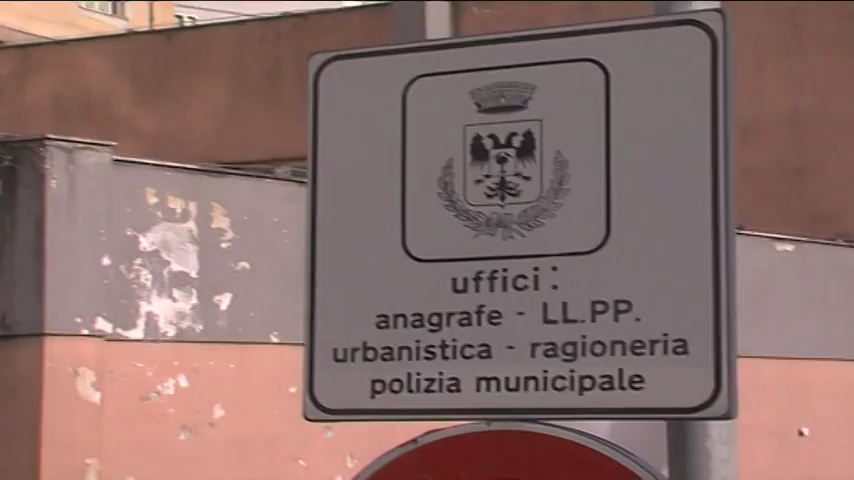 uffici :
anagrafe - LL.PP.
urbanistica - ragioneria
polizia municipale